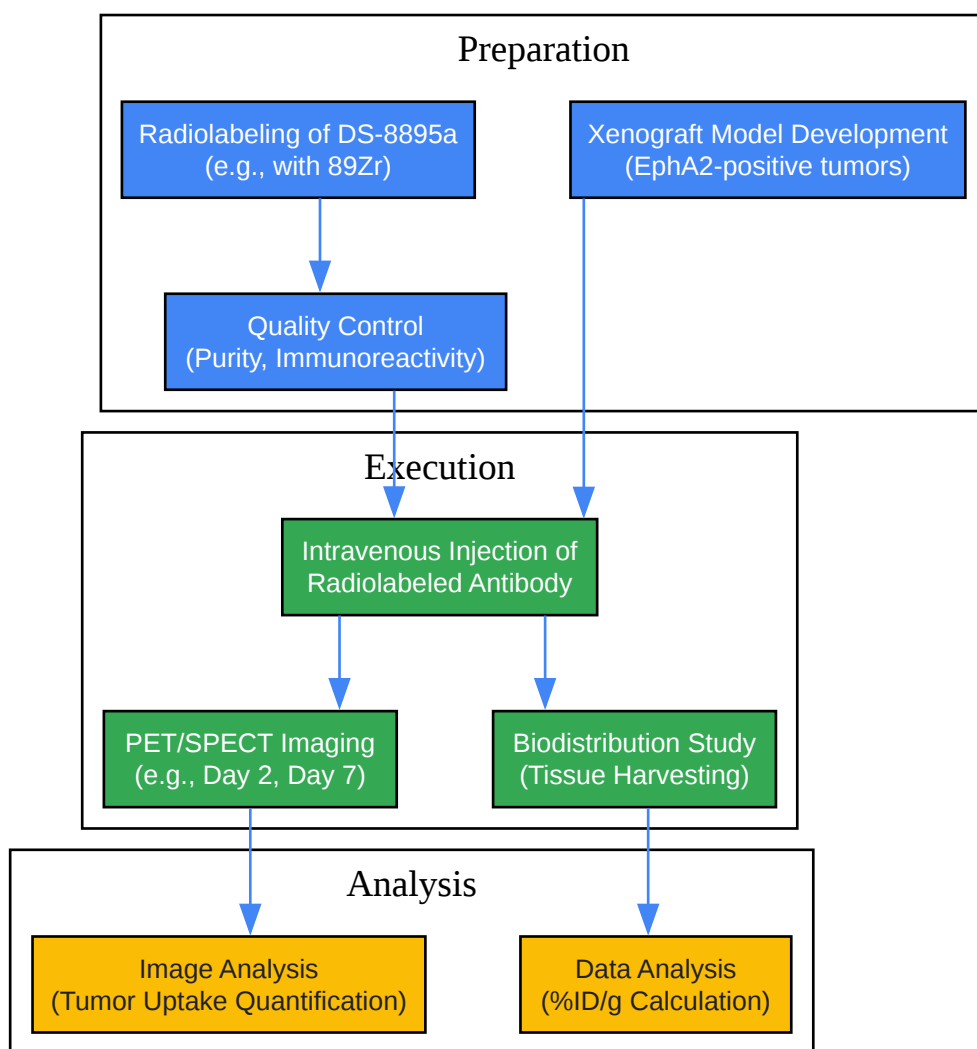 Preparation
Radiolabeling of DS-8895a
(e.g., with 89Zr)
Xenograft Model Development
(EphA2-positive tumors)
Quality Control
(Purity, Immunoreactivity)
Execution
Intravenous Injection of
Radiolabeled Antibody
PET/SPECT Imaging
(e.g., Day 2, Day 7)
Biodistribution Study
(Tissue Harvesting)
Analysis
Image Analysis
(Tumor Uptake Quantification)
Data Analysis
(%ID/g Calculation)